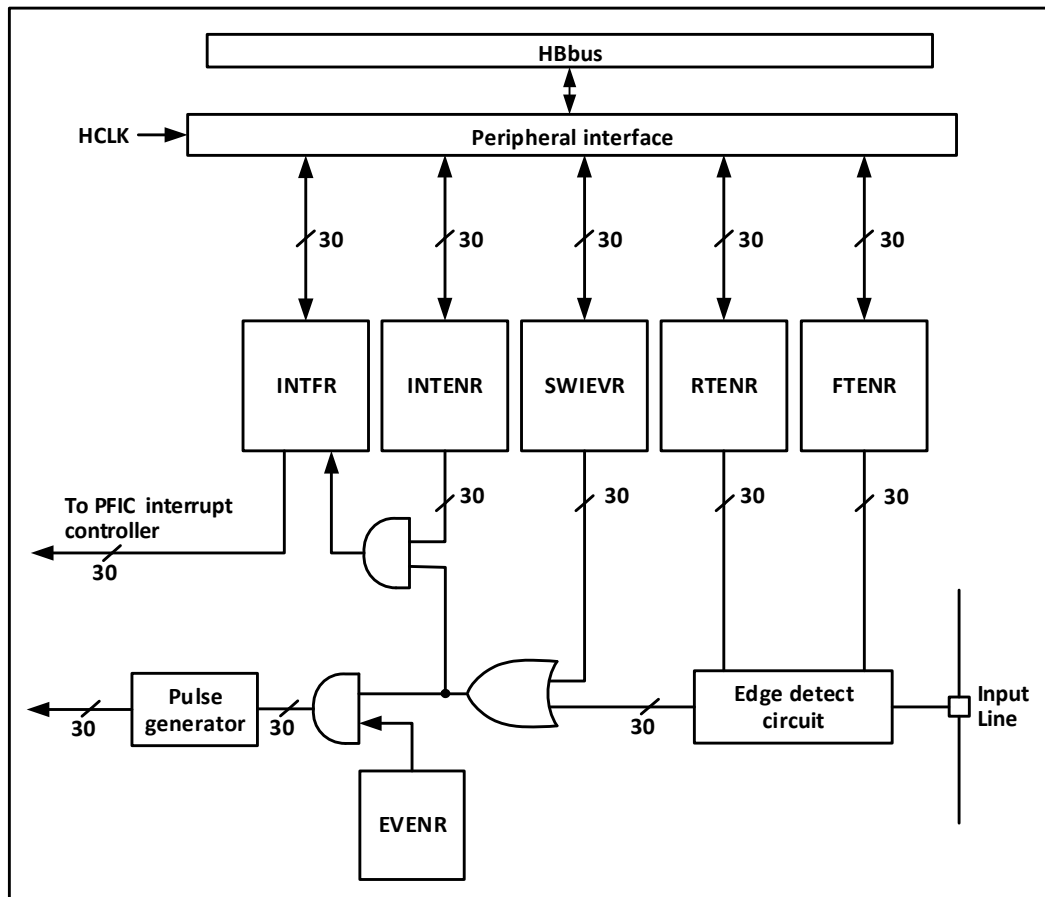 HBbus
HCLK
Peripheral interface
30
30
30
30
30
INTFR
INTENR
SWIEVR
RTENR
FTENR
30
30
30
30
To PFIC interrupt
controller
30
Pulse
generator
Edge detect
circuit
Input
Line
30
30
30
EVENR